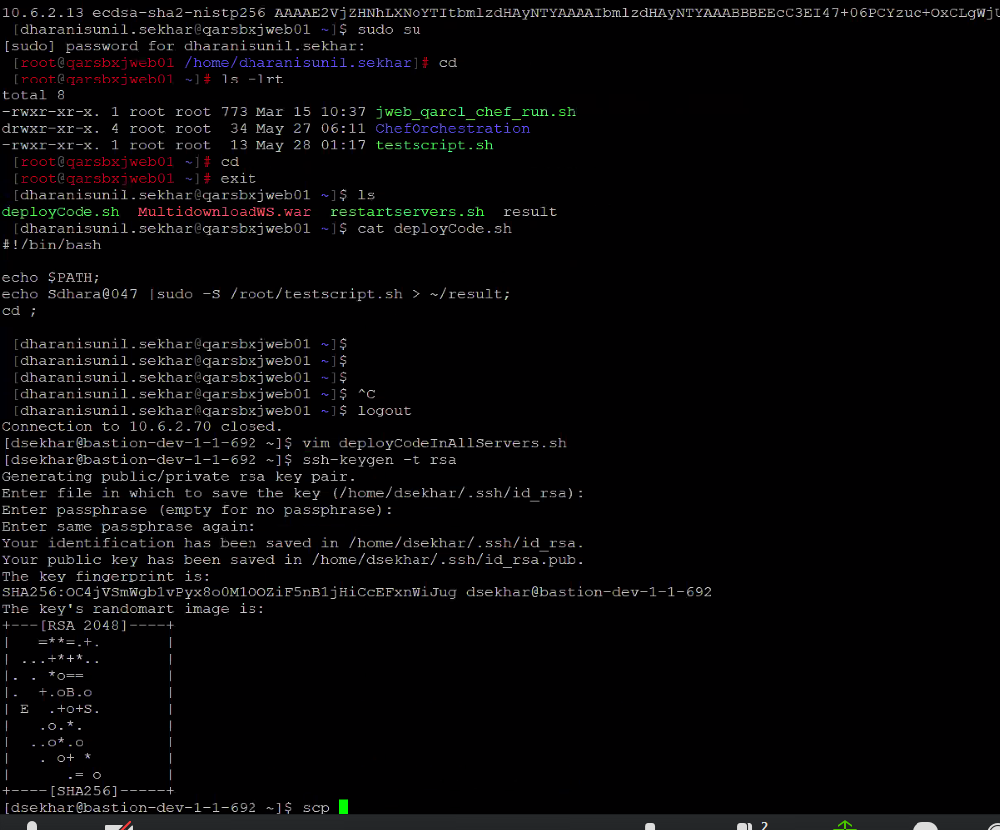 10.6.2.13 ecdsa-sha2-nistp256 AAAAE2VjZHNhLXNoYTItbmlzdHAyNTYAAAAIbmlzdHAyNTYAAABBBEEcC3EI47+06PCYzuc+OxCLgWjU
[dharanisunil.sekhar@qarsbxjweb01 ~]$ sudo su
[sudo] password for dharanisunil.sekhar:
[root@qarsbxjweb01 /home/dharanisunil.sekhar]# cd
[root@qarsbxjweb01 ~]# ls -lrt
total 8
-rwxr-xr-x. 1 root root 773 Mar 15 10:37 jweb_qarcl_chef_run.sh
drwxr-xr-x. 4 root root  34 May 27 06:11 ChefOrchestration
-rwxr-xr-x. 1 root root  13 May 28 01:17 testscript.sh
[root@qarsbxjweb01 ~]# cd
[root@qarsbxjweb01 ~]# exit
[dharanisunil.sekhar@qarsbxjweb01 ~]$ ls
deployCode.sh  MultidownloadWS.war  restartservers.sh  result
[dharanisunil.sekhar@qarsbxjweb01 ~]$ cat deployCode.sh
#!/bin/bash
echo $PATH;
echo Sdhara@047 |sudo -S /root/testscript.sh > ~/result;
cd ;
[dharanisunil.sekhar@qarsbxjweb01 ~]$
[dharanisunil.sekhar@qarsbxjweb01 ~]$
[dharanisunil.sekhar@qarsbxjweb01 ~]$
[dharanisunil.sekhar@qarsbxjweb01 ~]$ ^C
[dharanisunil.sekhar@qarsbxjweb01 ~]$ logout
Connection to 10.6.2.70 closed.
[dsekhar@bastion-dev-1-1-692 ~]$ vim deployCodeInAllServers.sh
[dsekhar@bastion-dev-1-1-692 ~]$ ssh-keygen -t rsa
Generating public/private rsa key pair.
Enter file in which to save the key (/home/dsekhar/.ssh/id_rsa):
Enter passphrase (empty for no passphrase):
Enter same passphrase again:
Your identification has been saved in /home/dsekhar/.ssh/id_rsa.
Your public key has been saved in /home/dsekhar/.ssh/id_rsa.pub.
The key fingerprint is:
SHA256:OC4jVSmWgb1vPyx8o0M1OOZiF5nB1jHiCcEFxnWiJug dsekhar@bastion-dev-1-1-692
The key's randomart image is:
+---[RSA 2048]----+
|   =**=.+.       |
| ...+*+*..       |
|. . *o==         |
|.  +.oB.o        |
| E  .+o+S.       |
|   .o.*.         |
|  ..o*.o         |
|   . o+ *        |
|      .= o       |
+----[SHA256]-----+
[dsekhar@bastion-dev-1-1-692 ~]$ scp
2